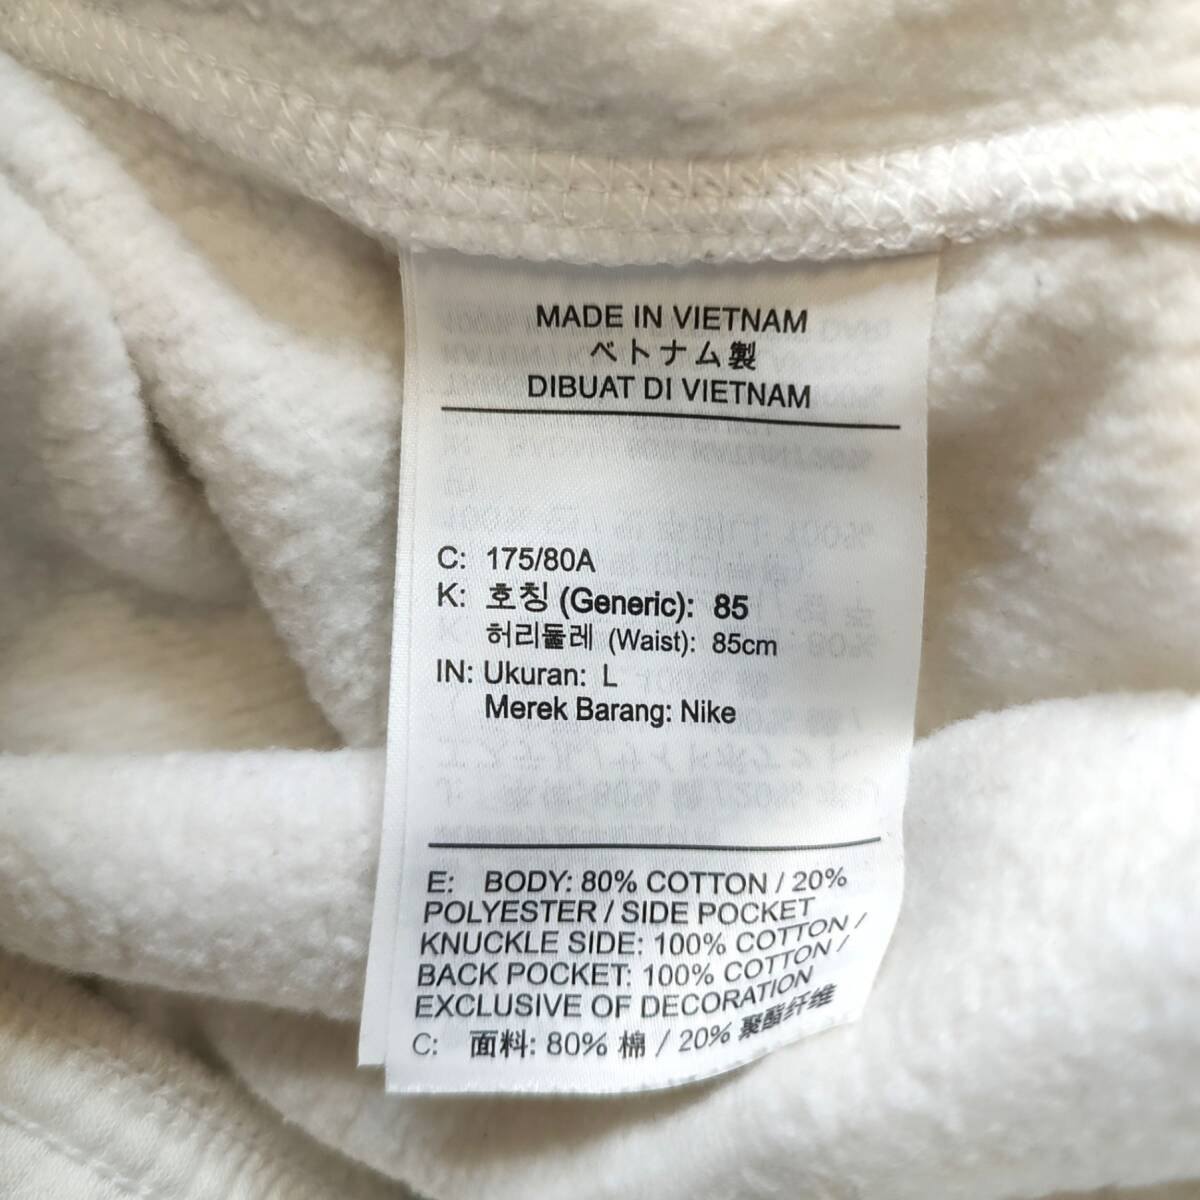 MADE IN VIETNAM
ベトナム製
DIBUAT DI VIETNAM
C: 175/80A
K: 호칭 (Generic): 85
허리둘레 (Waist): 85cm
IN: Ukuran: L
Merek Barang: Nike
E: BODY: 80% COTTON / 20%
POLYESTER / SIDE POCKET
KNUCKLE SIDE: 100% COTTON /
BACK POCKET: 100% COTTON /
EXCLUSIVE OF DECORATION
C: 面料: 80% 棉 / 20% 聚酯纤维